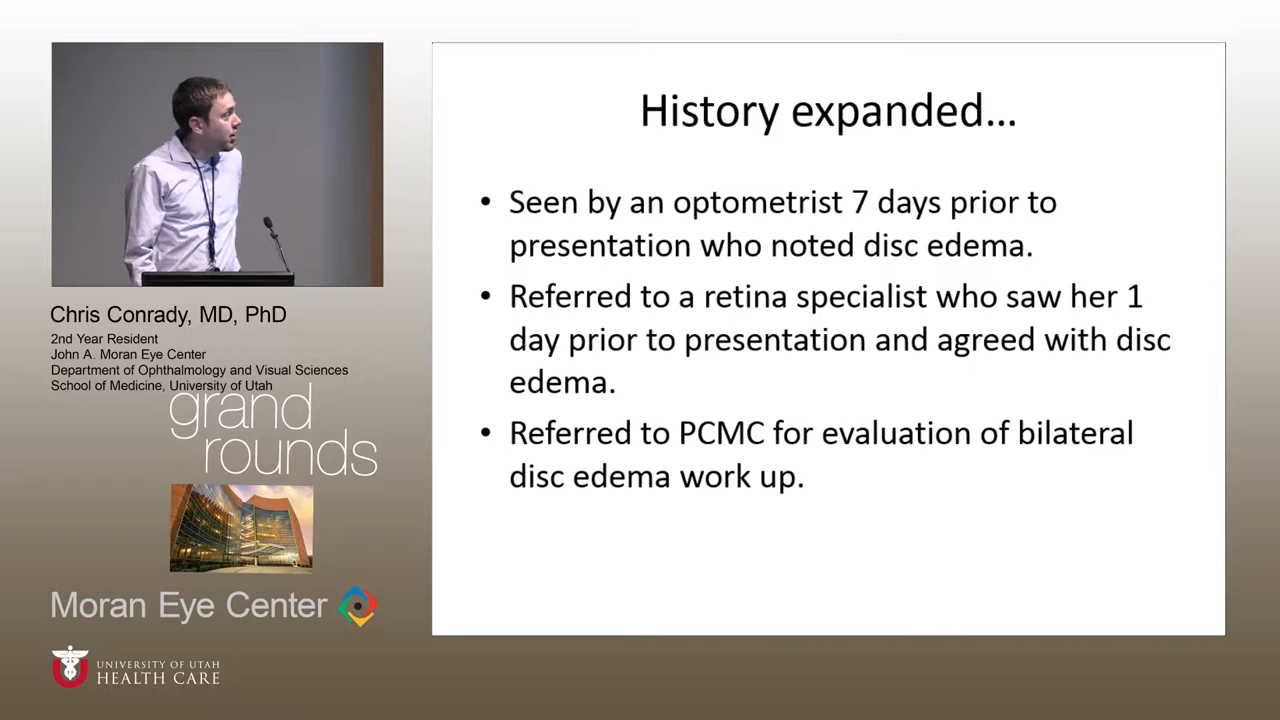 History expanded...
• Seen by an optometrist 7 days prior to
presentation who noted disc edema.
• Referred to a retina specialist who saw her 1
day prior to presentation and agreed with disc
edema.
• Referred to PCMC for evaluation of bilateral
disc edema work up.
Chris Conrady, MD, PhD
2nd Year Resident
John A. Moran Eye Center
Department of Ophthalmology and Visual Sciences
School of Medicine, University of Utah
grand
rounds
Moran Eye Center
UNIVERSITY OF UTAH
HEALTH CARE